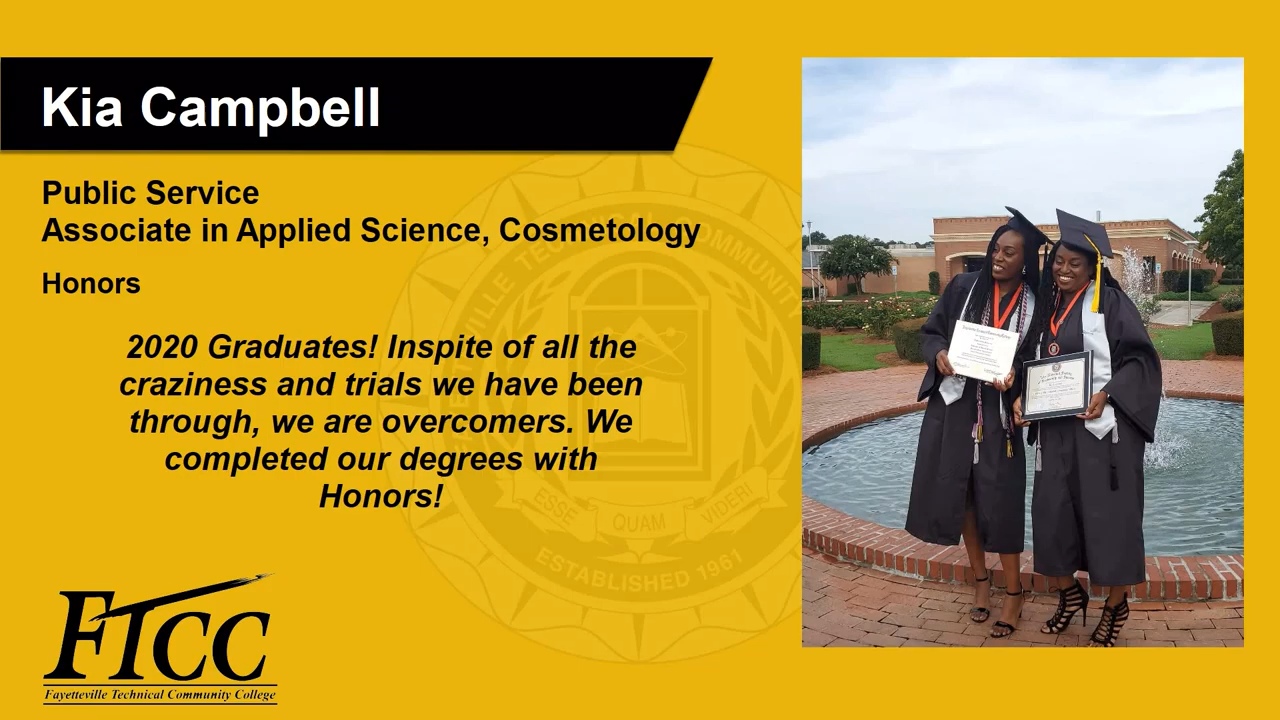 Kia Campbell
Public Service
Associate in Applied Science, Cosmetology
Honors
2020 Graduates! Inspite of all the
craziness and trials we have been
through, we are overcomers. We
completed our degrees with
Honors!
ESSE QUAM VIDERI
ESTABLISHED 1961
FTCC
Fayetteville Technical Community College